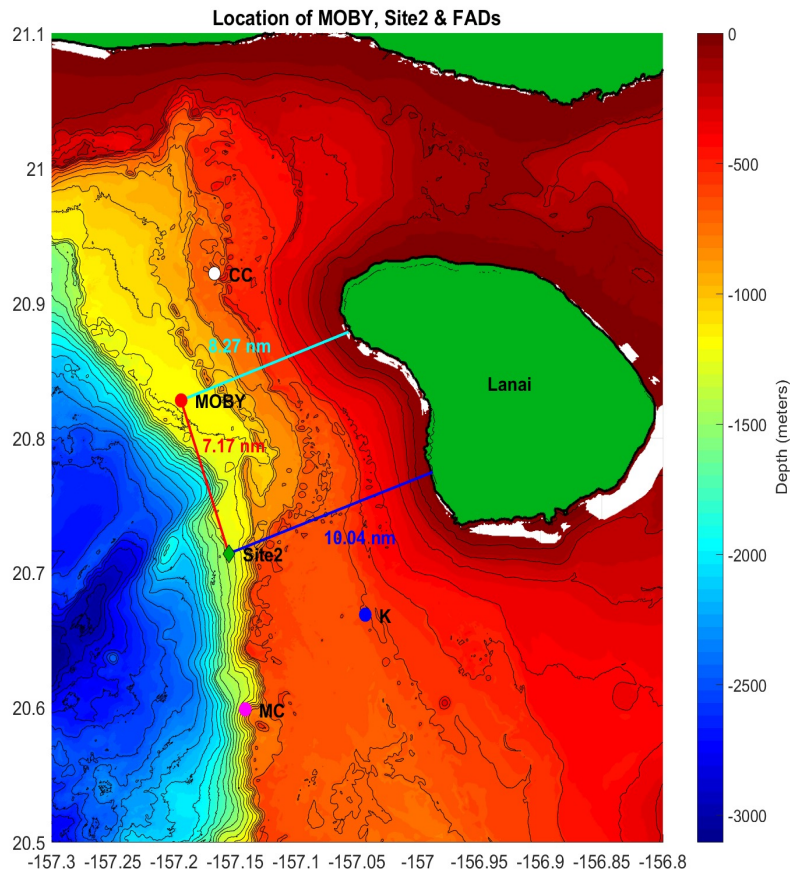 Location of MOBY, Site2 & FADs
21.1
21
20.9
20.8
20.7
20.6
20.5
-157.3
-157.25
-157.2
-157.15
-157.1
-157.05
-157
-156.95
-156.9
-156.85
-156.8
CC
8.27 nm
MOBY
Lanai
7.17 nm
10.04 nm
Site2
K
MC
0
-500
-1000
-1500
-2000
-2500
-3000
Depth (meters)